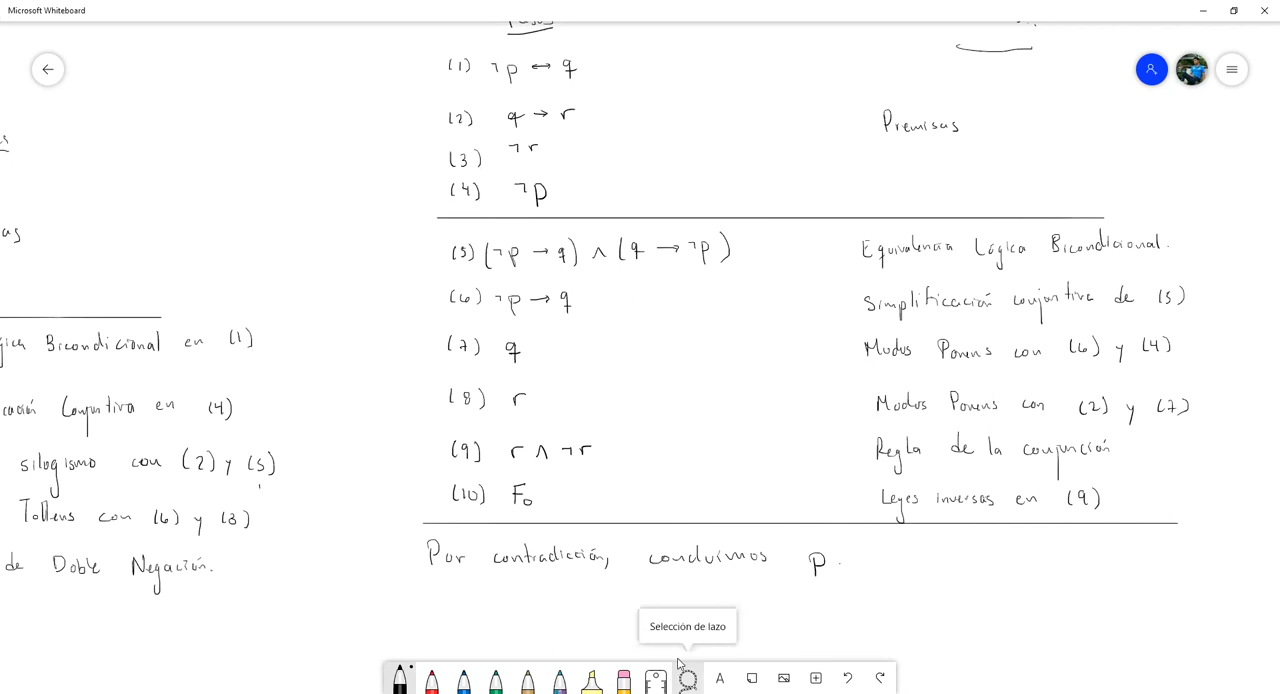 Microsoft Whiteboard
Pasos
(1) ¬p ↔ q
(2) q → r
Premisas
(3) ¬r
(4) ¬p
as
(5) (¬p → q) ∧ (q → ¬p) Equivalencia Lógica Bicondicional.
(6) ¬p → q Simplificación conjuntiva de (5)
gica Bicondicional en (1)
(7) q Modus Ponens con (6) y (4)
cación Conjuntiva en (4)
(8) r Modus Ponens con (2) y (7)
silogismo con (2) y (5)
(9) r ∧ ¬r Regla de la conjunción
(10) F₀ Leyes inversas en (9)
Tollens con (6) y (3)
Por contradicción, concluimos p.
de Doble Negación.
Selección de lazo
A